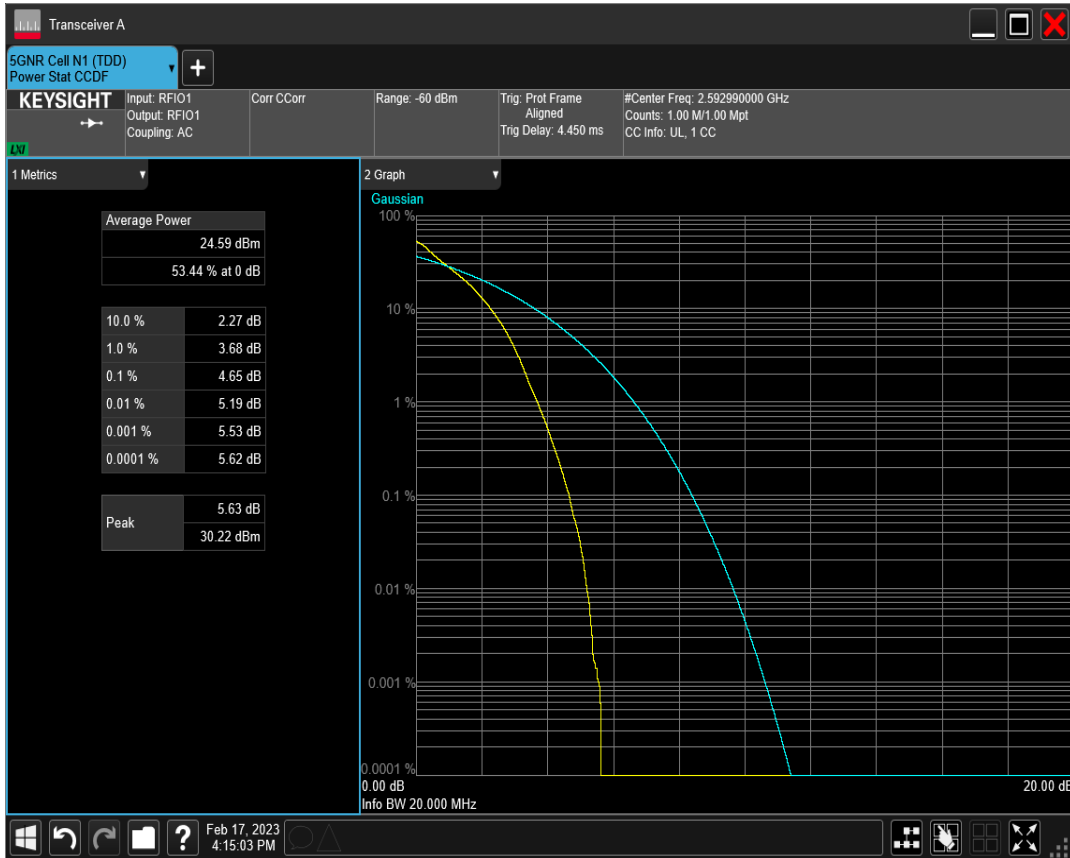 Transceiver A
5GNR Cell N1 (TDD)
Power Stat CCDF
+
KEYSIGHT
LXI
Input: RFIO1
Output: RFIO1
Coupling: AC
Corr CCorr
Range: -60 dBm
Trig: Prot Frame
Aligned
Trig Delay: 4.450 ms
#Center Freq: 2.592990000 GHz
Counts: 1.00 M/1.00 Mpt
CC Info: UL, 1 CC
1 Metrics
Average Power
24.59 dBm
53.44 % at 0 dB
10.0 % 2.27 dB
1.0 % 3.68 dB
0.1 % 4.65 dB
0.01 % 5.19 dB
0.001 % 5.53 dB
0.0001 % 5.62 dB
Peak
5.63 dB
30.22 dBm
2 Graph
Gaussian
100 %
10 %
1 %
0.1 %
0.01 %
0.001 %
0.0001 %
0.00 dB 20.00 dB
Info BW 20.000 MHz
?
Feb 17, 2023
4:15:03 PM